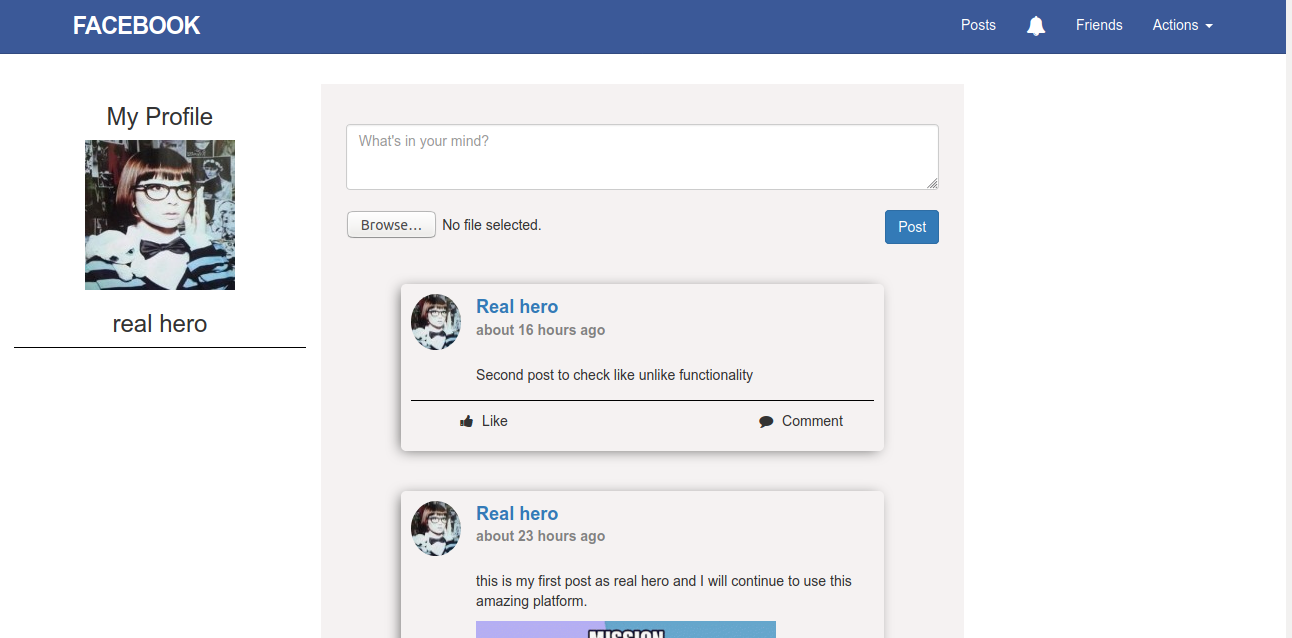 FACEBOOK
Posts
Friends
Actions
My Profile
real hero
What's in your mind?
Browse...
No file selected.
Post
Real hero
about 16 hours ago
Second post to check like unlike functionality
Like
Comment
Real hero
about 23 hours ago
this is my first post as real hero and I will continue to use this
amazing platform.
MISSION